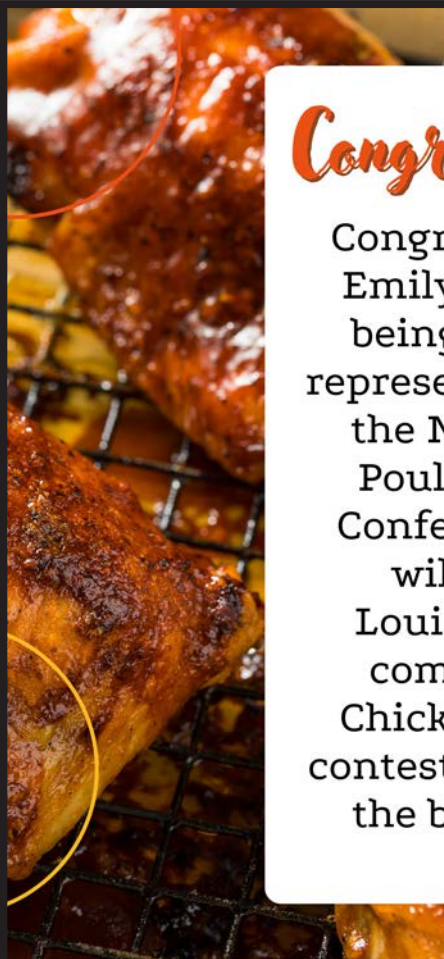 Congr
Congr
Emily
being
represe
the N
Poul
Confe
wil
Loui
com
Chick
contest
the b